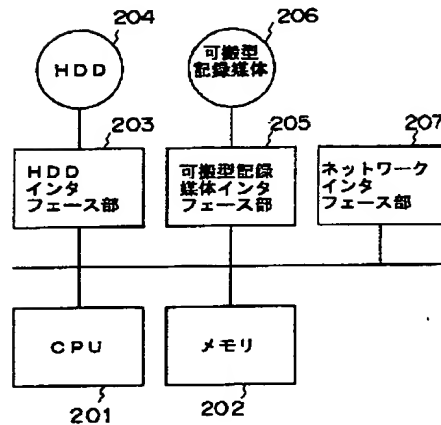 204
HDD
206
可搬型
記録媒体
203
HDD
インタ
フェース部
205
可搬型記録
媒体インタ
フェース部
207
ネットワーク
インタ
フェース部
CPU
201
メモリ
202